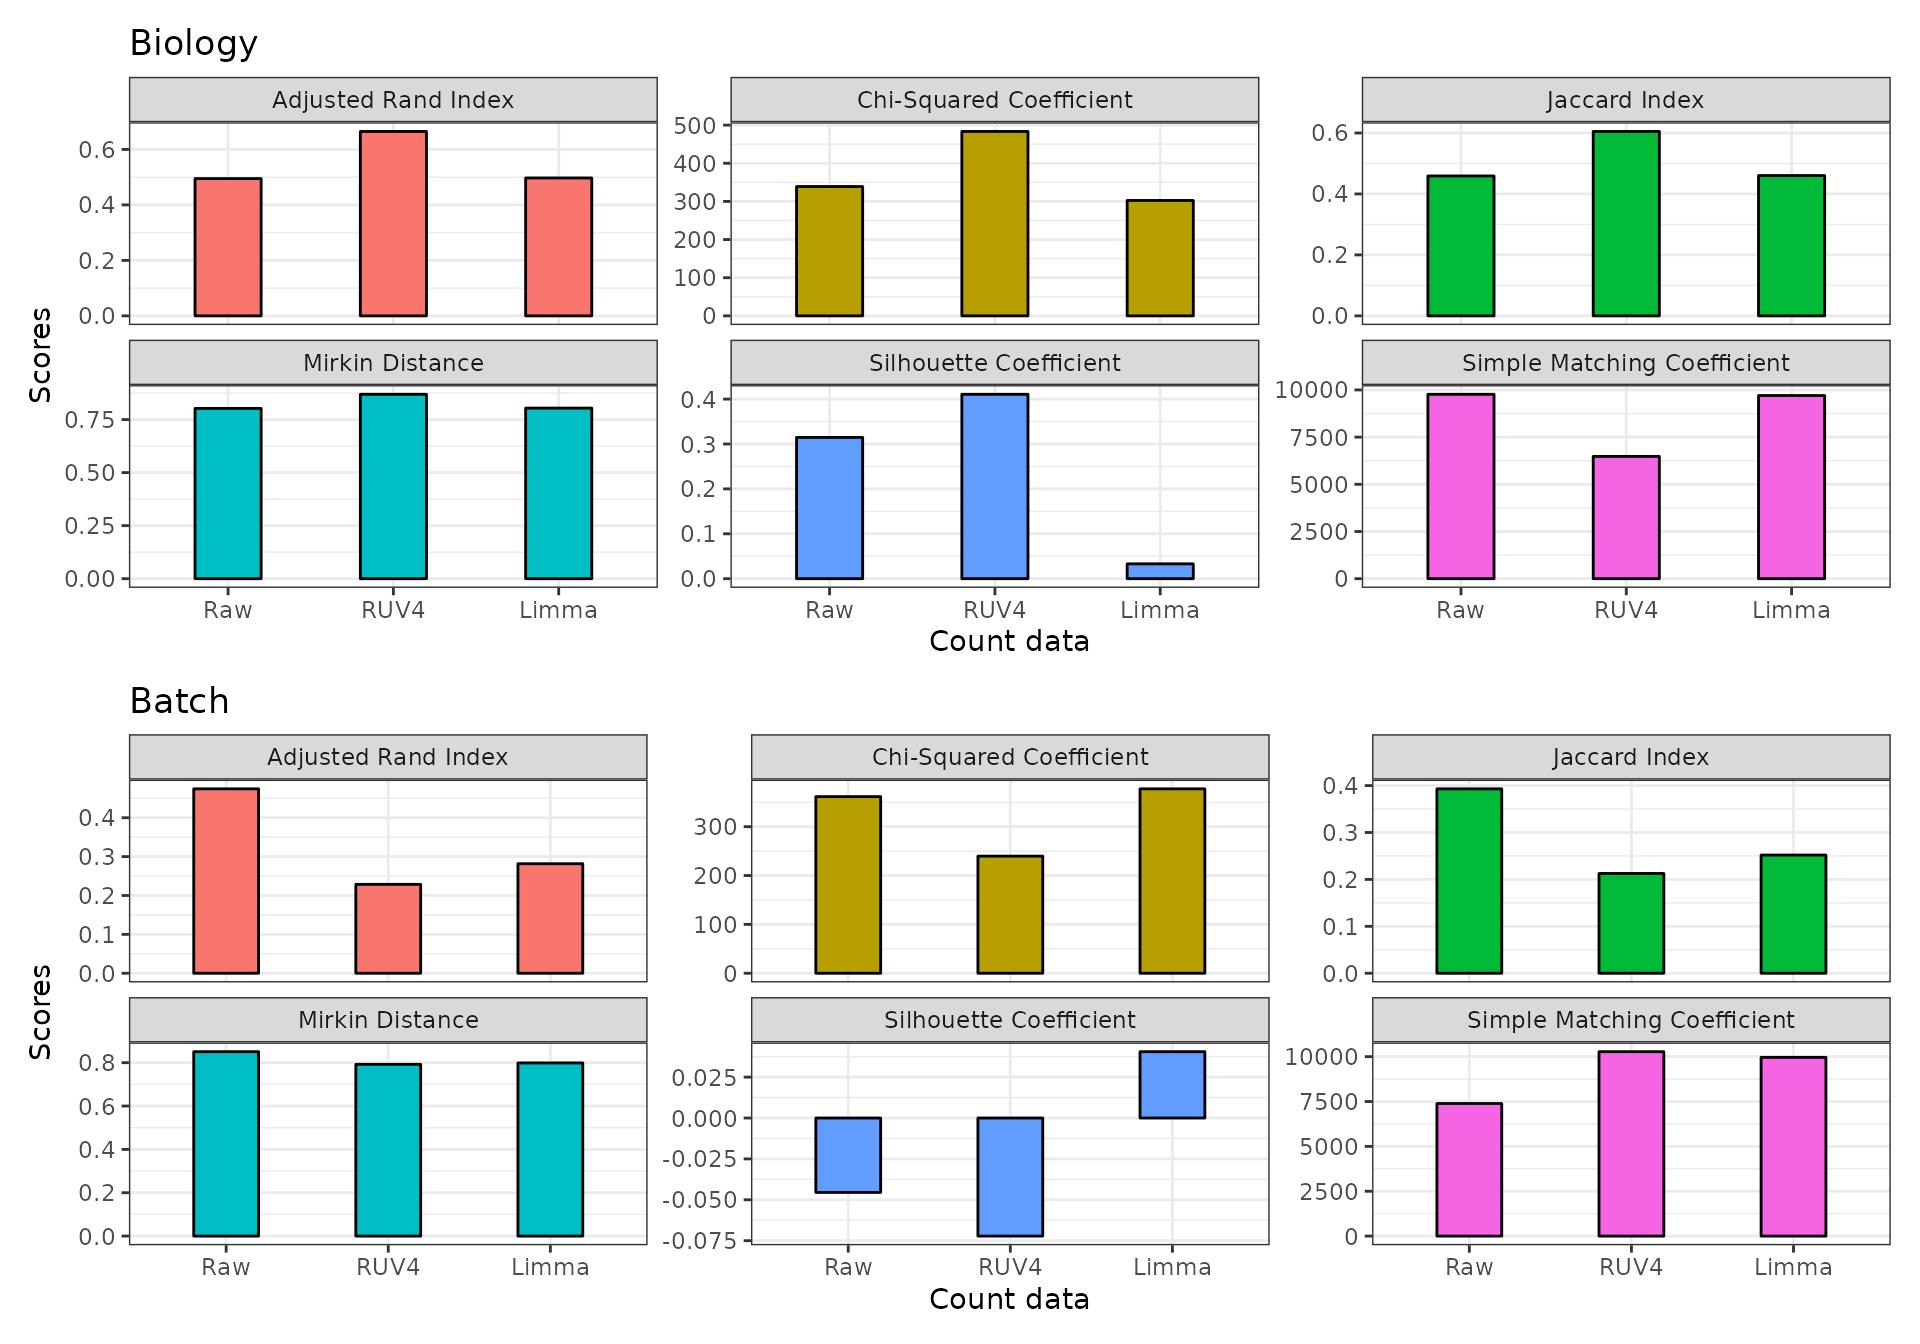 Biology
Adjusted Rand Index
Chi-Squared Coefficient
Jaccard Index
0.6
0.4
0.2
0.0
500
400
300
200
100
0
0.6
0.4
0.2
0.0
Scores
Mirkin Distance
Silhouette Coefficient
Simple Matching Coefficient
0.75
0.50
0.25
0.00
0.4
0.3
0.2
0.1
0.0
10000
7500
5000
2500
0
Raw RUV4 Limma
Raw RUV4 Limma
Raw RUV4 Limma
Count data
Batch
Adjusted Rand Index
Chi-Squared Coefficient
Jaccard Index
0.4
0.3
0.2
0.1
0.0
300
200
100
0
0.4
0.3
0.2
0.1
0.0
Scores
Mirkin Distance
Silhouette Coefficient
Simple Matching Coefficient
0.8
0.6
0.4
0.2
0.0
0.025
0.000
-0.025
-0.050
-0.075
10000
7500
5000
2500
0
Raw RUV4 Limma
Raw RUV4 Limma
Raw RUV4 Limma
Count data